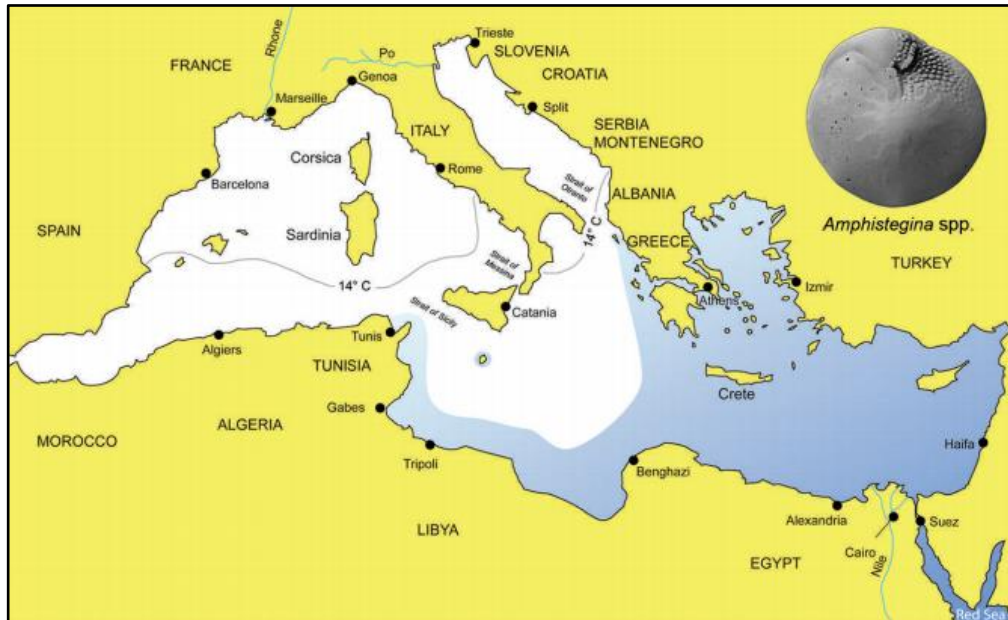 Trieste
SLOVENIA
CROATIA
Rhone
Po
FRANCE
Genoa
Marseille
Split
ITALY
SERBIA
MONTENEGRO
Corsica
Rome
Barcelona
Strait of
Otranto
ALBANIA
Amphistegina spp.
SPAIN
Sardinia
14° C
GREECE
TURKEY
Strait of
Messina
14° C
Izmir
Athens
Strait of Sicily
Catania
Algiers
Tunis
TUNISIA
Crete
Gabes
ALGERIA
MOROCCO
Haifa
Tripoli
Benghazi
Alexandria
Suez
LIBYA
Cairo
EGYPT
Nile
Red Sea